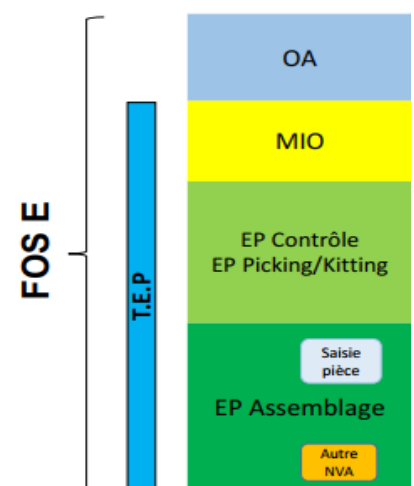 FOS E
T.E.P
OA
MIO
EP Contrôle
EP Picking/Kitting
Saisie
pièce
EP Assemblage
Autre
NVA